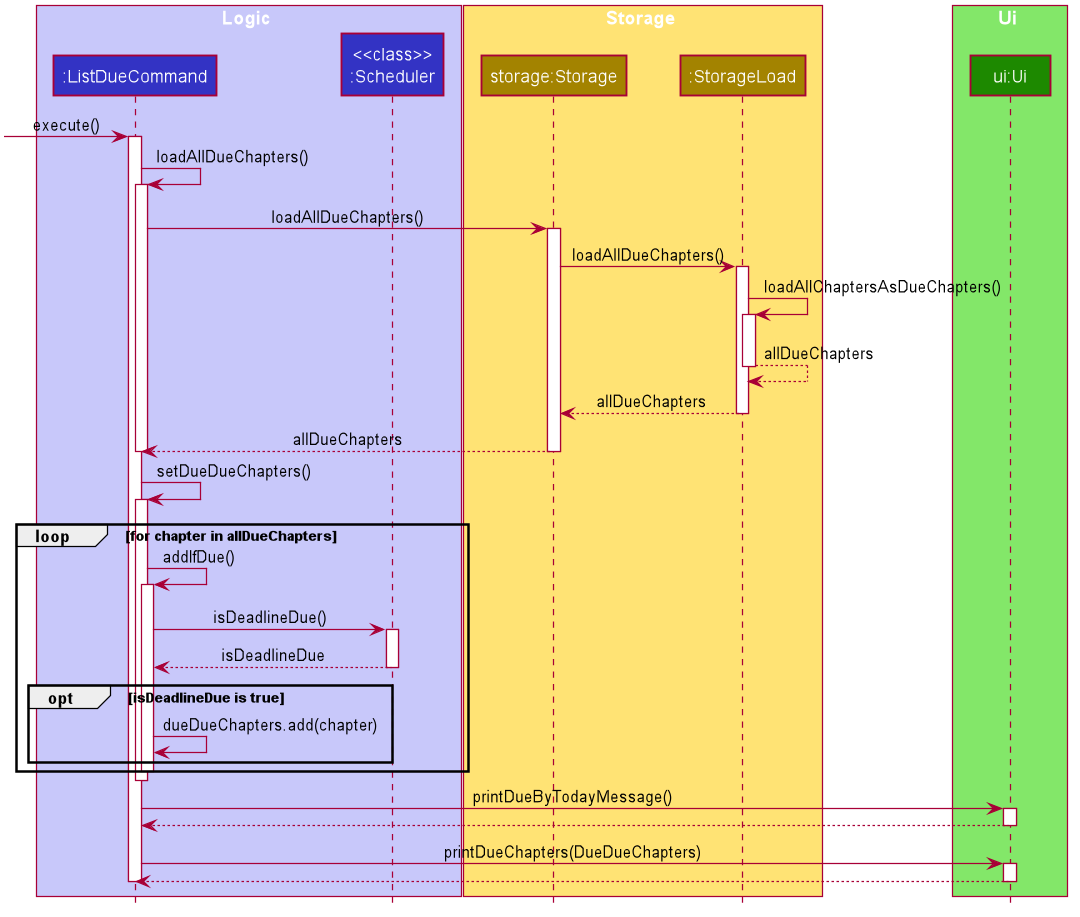 Logic
Storage
Ui
<<class>>
:ListDueCommand
:Scheduler
storage:Storage
:StorageLoad
ui:Ui
execute()
loadAllDueChapters()
loadAllDueChapters()
loadAllDueChapters()
loadAllChaptersAsDueChapters()
allDueChapters
allDueChapters
allDueChapters
setDueDueChapters()
loop
[for chapter in allDueChapters]
addIfDue()
isDeadlineDue()
isDeadlineDue
opt
[isDeadlineDue is true]
dueDueChapters.add(chapter)
printDueByTodayMessage()
printDueChapters(DueDueChapters)